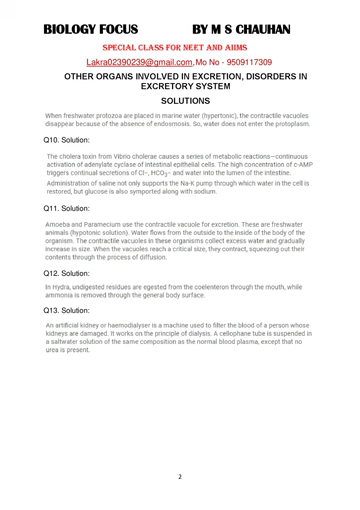 BIOLOGY FOCUS BY M S CHAUHAN
SPECIAL CLASS FOR NEET AND AIIMS
Lakra02390239@gmail.com,Mo No - 9509117309
OTHER ORGANS INVOLVED IN EXCRETION, DISORDERS IN
EXCRETORY SYSTEM
SOLUTIONS
When freshwater protozoa are placed in marine water (hypertonic), the contractile vacuoles
disappear because of the absence of endosmosis. So, water does not enter the protoplasm.
Q10. Solution:
The cholera toxin from Vibrio cholerae causes a series of metabolic reactions—continuous
activation of adenylate cyclase of intestinal epithelial cells. The high concentration of c-AMP
triggers continual secretions of Cl−, HCO3− and water into the lumen of the intestine.
Administration of saline not only supports the Na-K pump through which water in the cell is
restored, but glucose is also symported along with sodium.
Q11. Solution:
Amoeba and Paramecium use the contractile vacuole for excretion. These are freshwater
animals (hypotonic solution). Water flows from the outside to the inside of the body of the
organism. The contractile vacuoles in these organisms collect excess water and gradually
increase in size. When the vacuoles reach a critical size, they contract, squeezing out their
contents through the process of diffusion.
Q12. Solution:
In Hydra, undigested residues are egested from the coelenteron through the mouth, while
ammonia is removed through the general body surface.
Q13. Solution:
An artificial kidney or haemodialyser is a machine used to filter the blood of a person whose
kidneys are damaged. It works on the principle of dialysis. A cellophane tube is suspended in
a saltwater solution of the same composition as the normal blood plasma, except that no
urea is present.
2